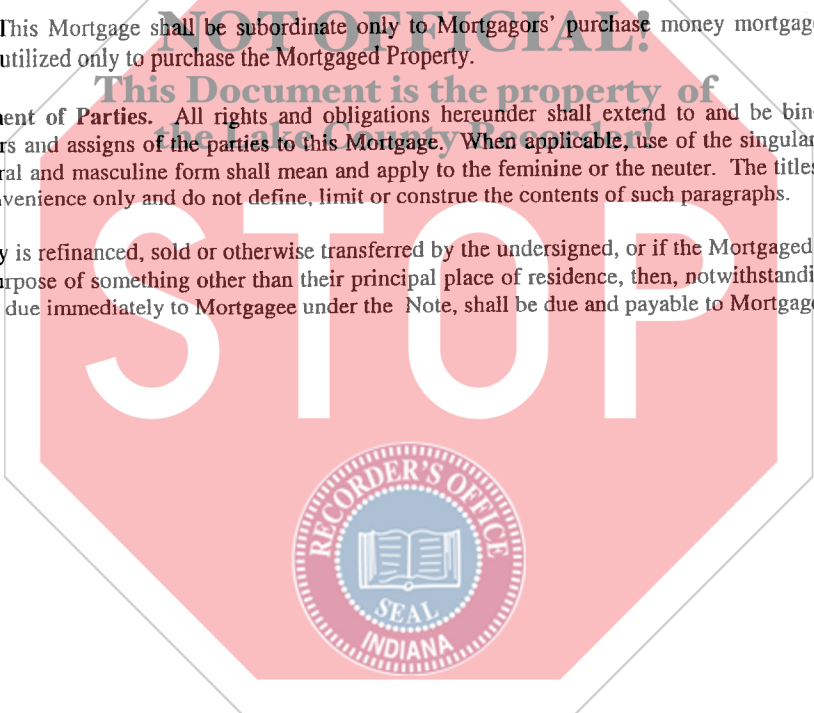 NOT OFFICIAL!
This Mortgage shall be subordinate only to Mortgagors' purchase money mortgag
utilized only to purchase the Mortgaged Property.
This Document is the property of
ent of Parties. All rights and obligations hereunder shall extend to and be bin
the Lake County Recorder!
rs and assigns of the parties to this Mortgage. When applicable, use of the singular
ral and masculine form shall mean and apply to the feminine or the neuter. The titles
venience only and do not define, limit or construe the contents of such paragraphs.
y is refinanced, sold or otherwise transferred by the undersigned, or if the Mortgaged
rpose of something other than their principal place of residence, then, notwithstandi
due immediately to Mortgagee under the Note, shall be due and payable to Mortgag
STOP
RECORDER'S OFFICE
SEAL
INDIANA